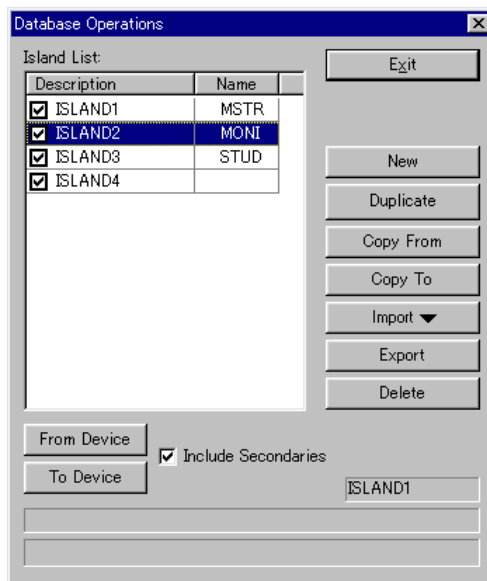 Database Operations
Island List:
Exit
Description Name
ISLAND1 MSTR
ISLAND2 MONI
ISLAND3 STUD
ISLAND4
New
Duplicate
Copy From
Copy To
Import
Export
Delete
From Device
Include Secondaries
To Device
ISLAND1